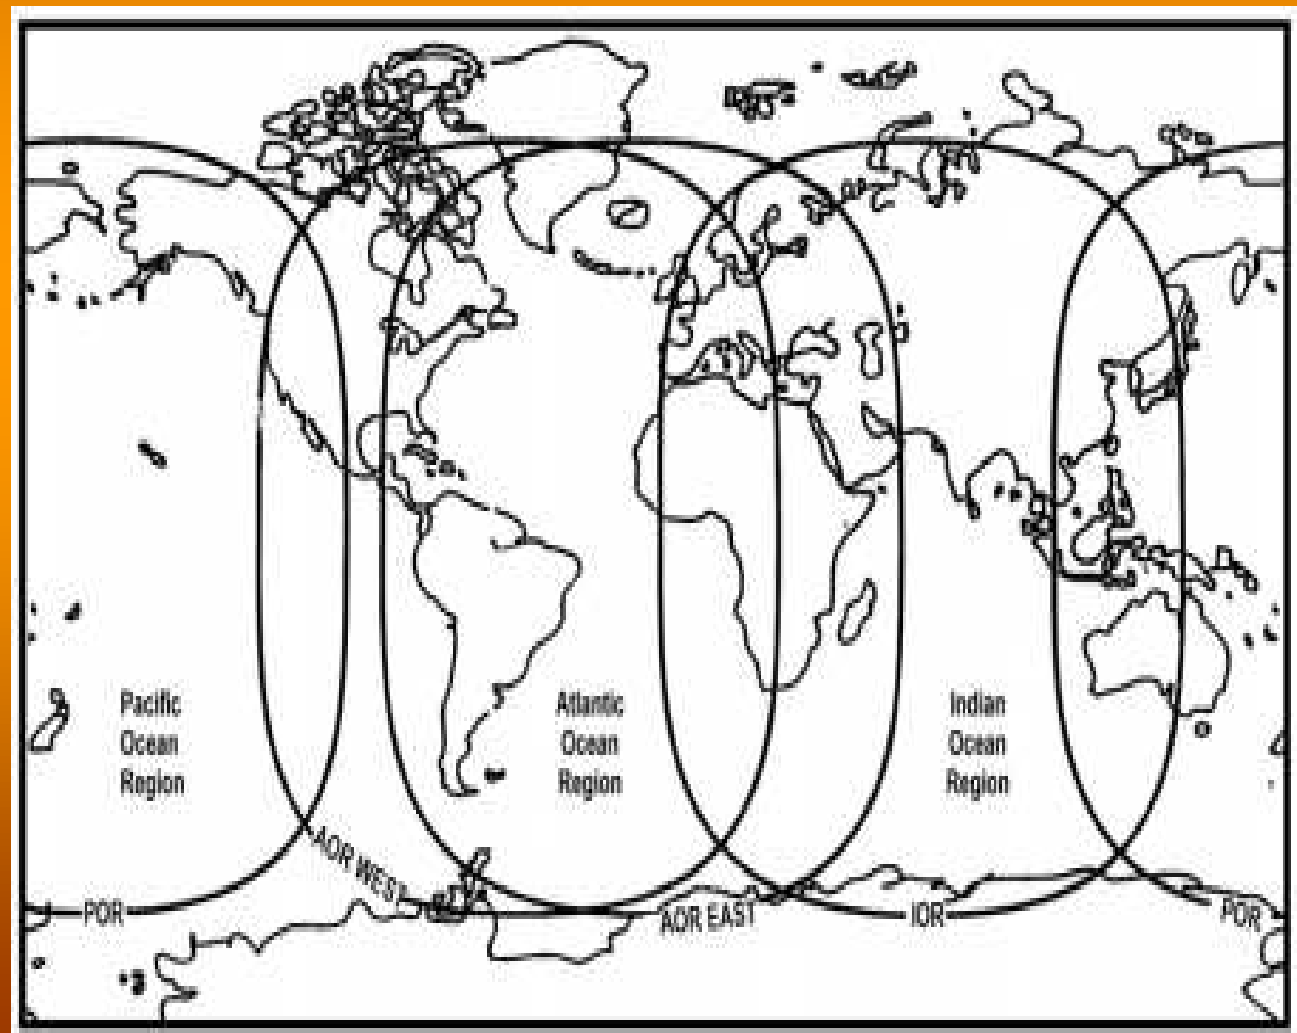 Pacific
Ocean
Region
Atlantic
Ocean
Region
Indian
Ocean
Region
AOR WEST
POR
AOR EAST
IOR
POR